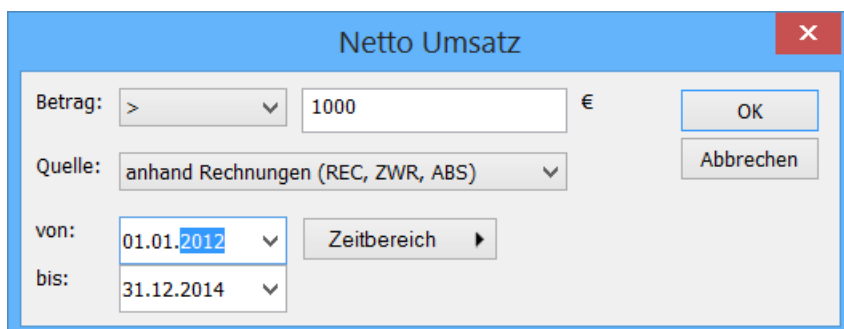 Netto Umsatz
Betrag: > 1000 € OK
Quelle: anhand Rechnungen (REC, ZWR, ABS) Abbrechen
von: 01.01.2012 Zeitbereich
bis: 31.12.2014